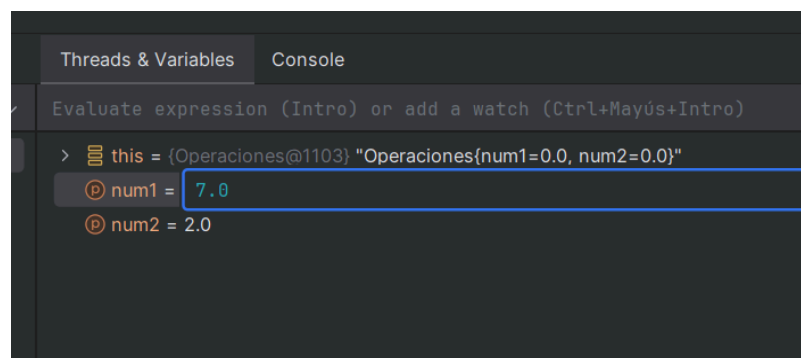 Threads & Variables Console
Evaluate expression (Intro) or add a watch (Ctrl+Mayús+Intro)
this = {Operaciones@1103} "Operaciones{num1=0.0, num2=0.0}"
p num1 = 7.0
p num2 = 2.0